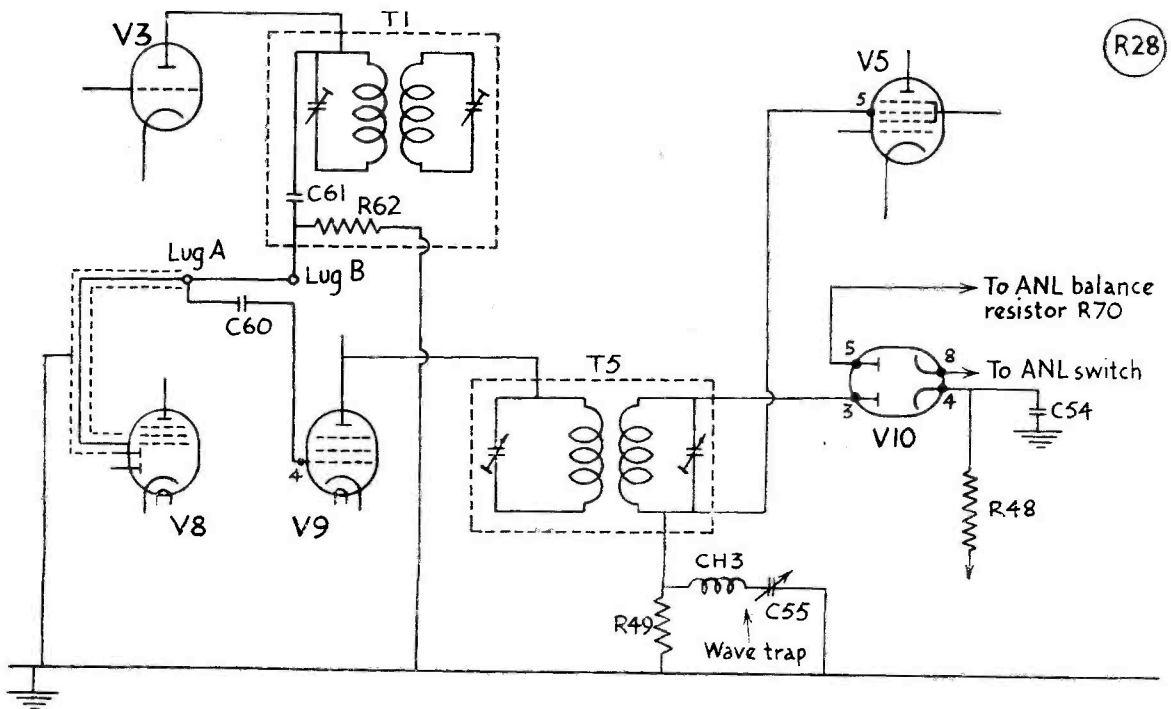 T1
R28
V3
V5
5
C61
R62
Lug A
Lug B
To ANL balance
resistor R70
C60
T5
5
8
To ANL switch
3
4
C54
V10
4
R48
V8
V9
CH3
C55
R49
Wave trap